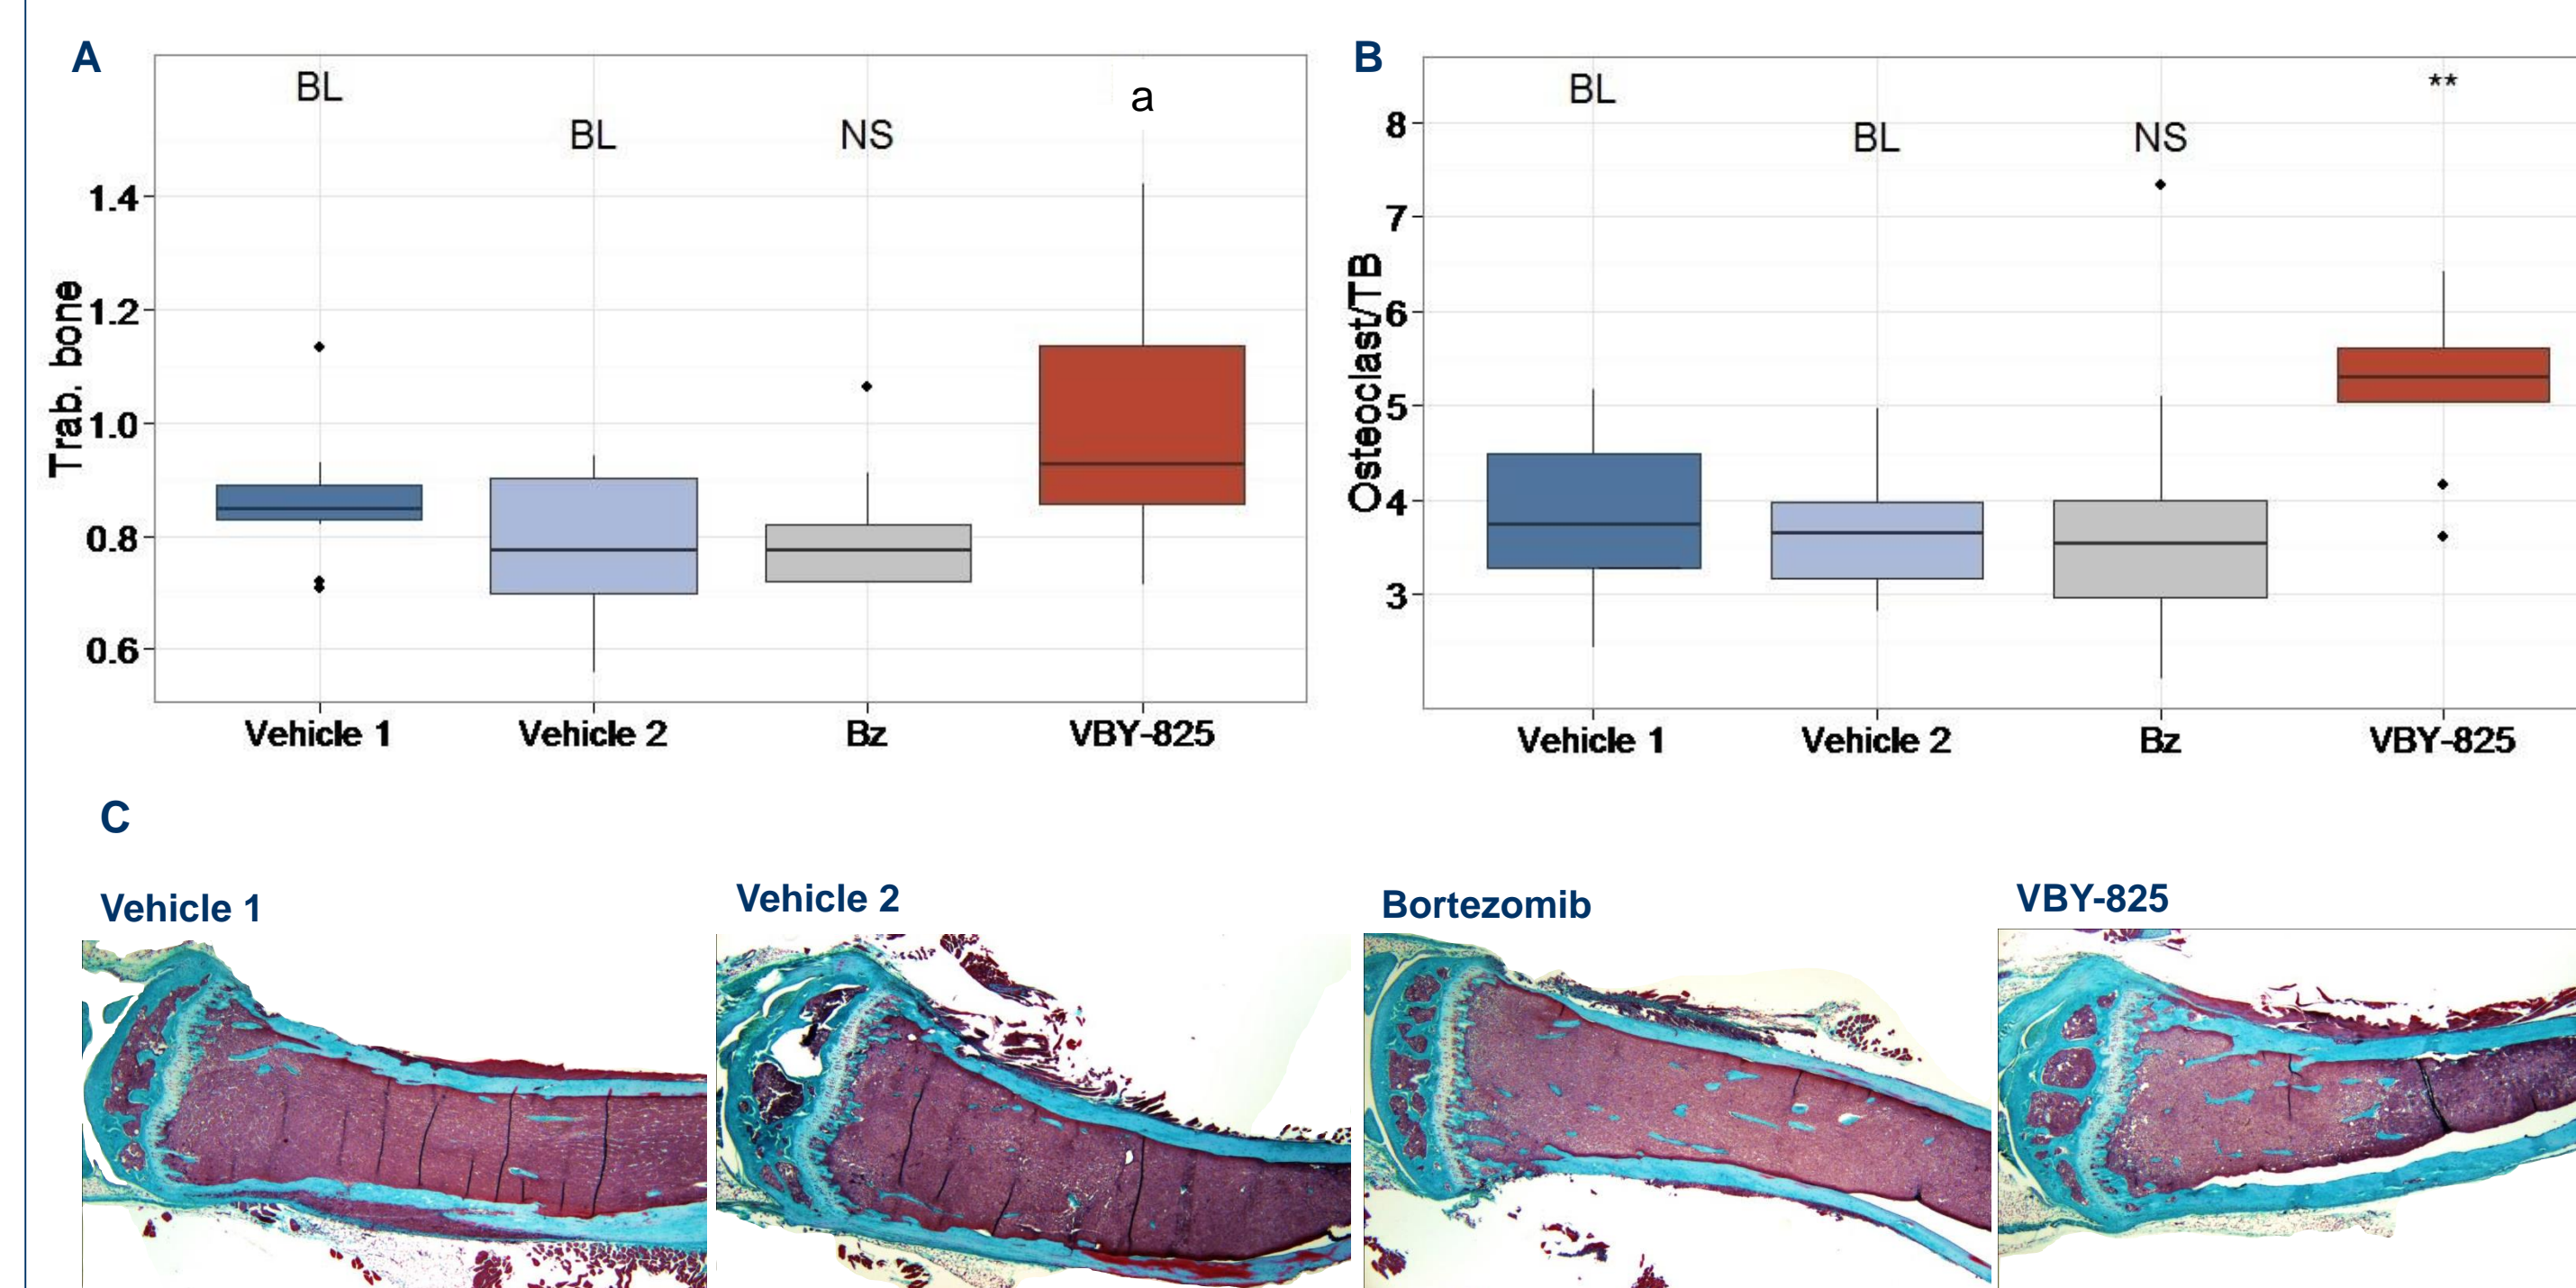 A
BL
BL
NS
a
Trab. bone
1.4
1.2
1.0
0.8
0.6
Vehicle 1
Vehicle 2
Bz
VBY-825
B
BL
BL
NS
**
Osteoclast/TB
8
7
6
5
4
3
Vehicle 1
Vehicle 2
Bz
VBY-825
C
Vehicle 1
Vehicle 2
Bortezomib
VBY-825